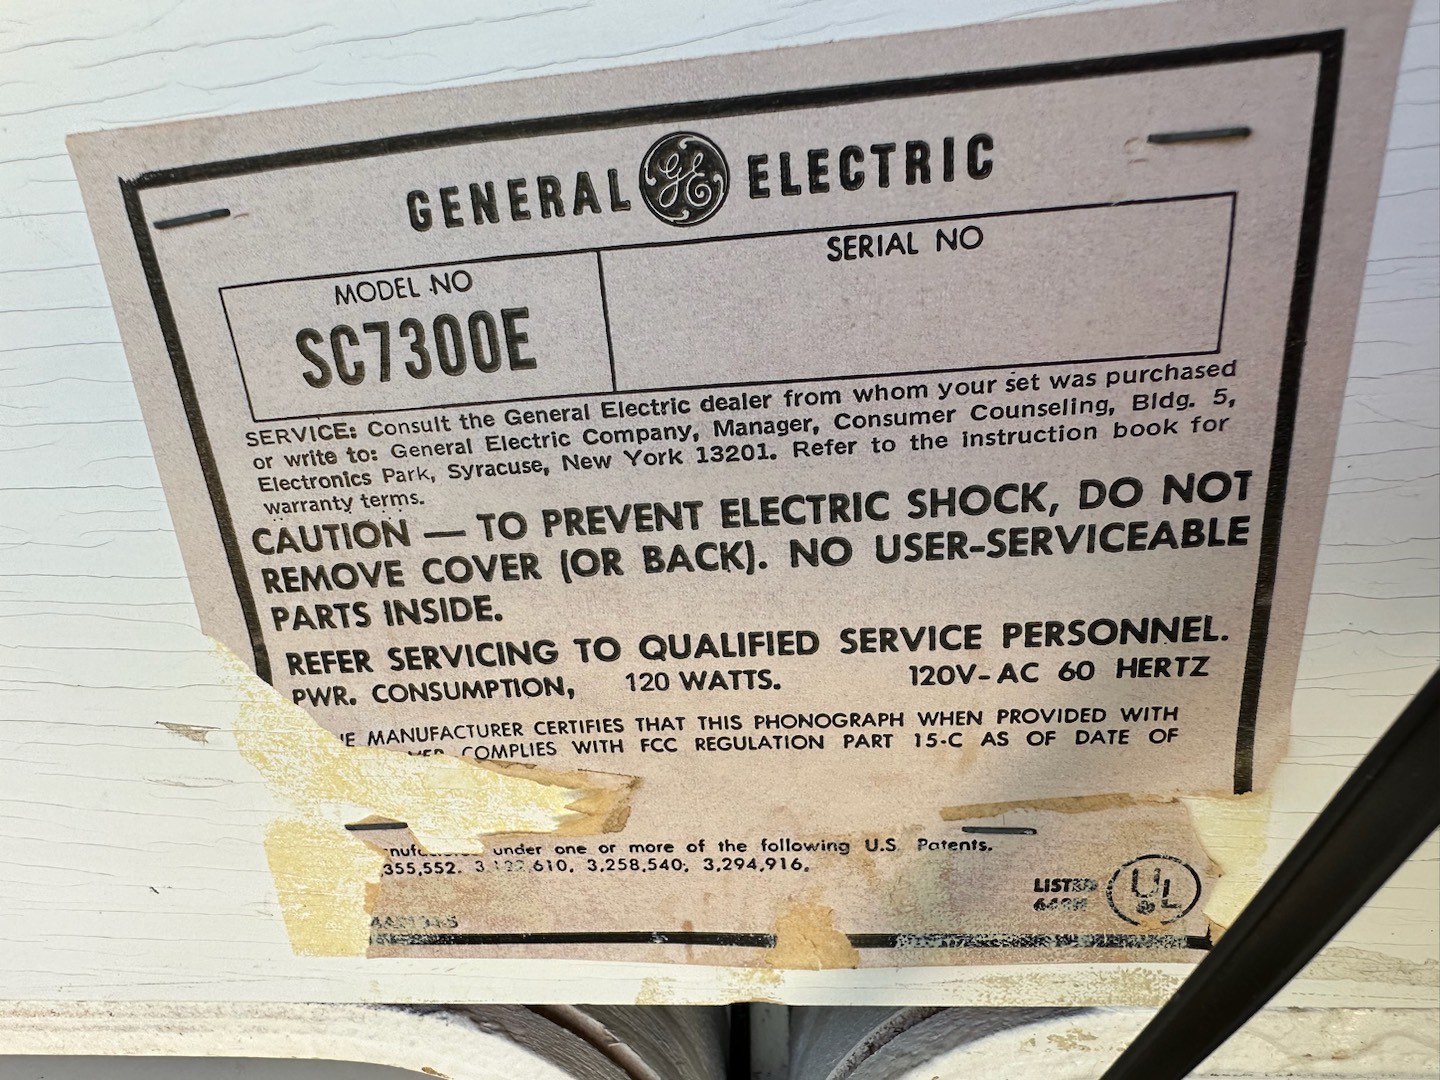 GENERAL GE ELECTRIC
MODEL NO
SERIAL NO
SC7300E
SERVICE: Consult the General Electric dealer from whom your set was purchased
or write to: General Electric Company, Manager, Consumer Counseling, Bldg. 5,
Electronics Park, Syracuse, New York 13201. Refer to the instruction book for
warranty terms.
CAUTION — TO PREVENT ELECTRIC SHOCK, DO NOT
REMOVE COVER (OR BACK). NO USER-SERVICEABLE
PARTS INSIDE.
REFER SERVICING TO QUALIFIED SERVICE PERSONNEL.
PWR. CONSUMPTION, 120 WATTS. 120V-AC 60 HERTZ
MANUFACTURER CERTIFIES THAT THIS PHONOGRAPH WHEN PROVIDED WITH
COMPLIES WITH FCC REGULATION PART 15-C AS OF DATE OF
under one or more of the following U.S. Patents.
,355,552. 610, 3,258,540; 3,294,916,
LISTED
UL